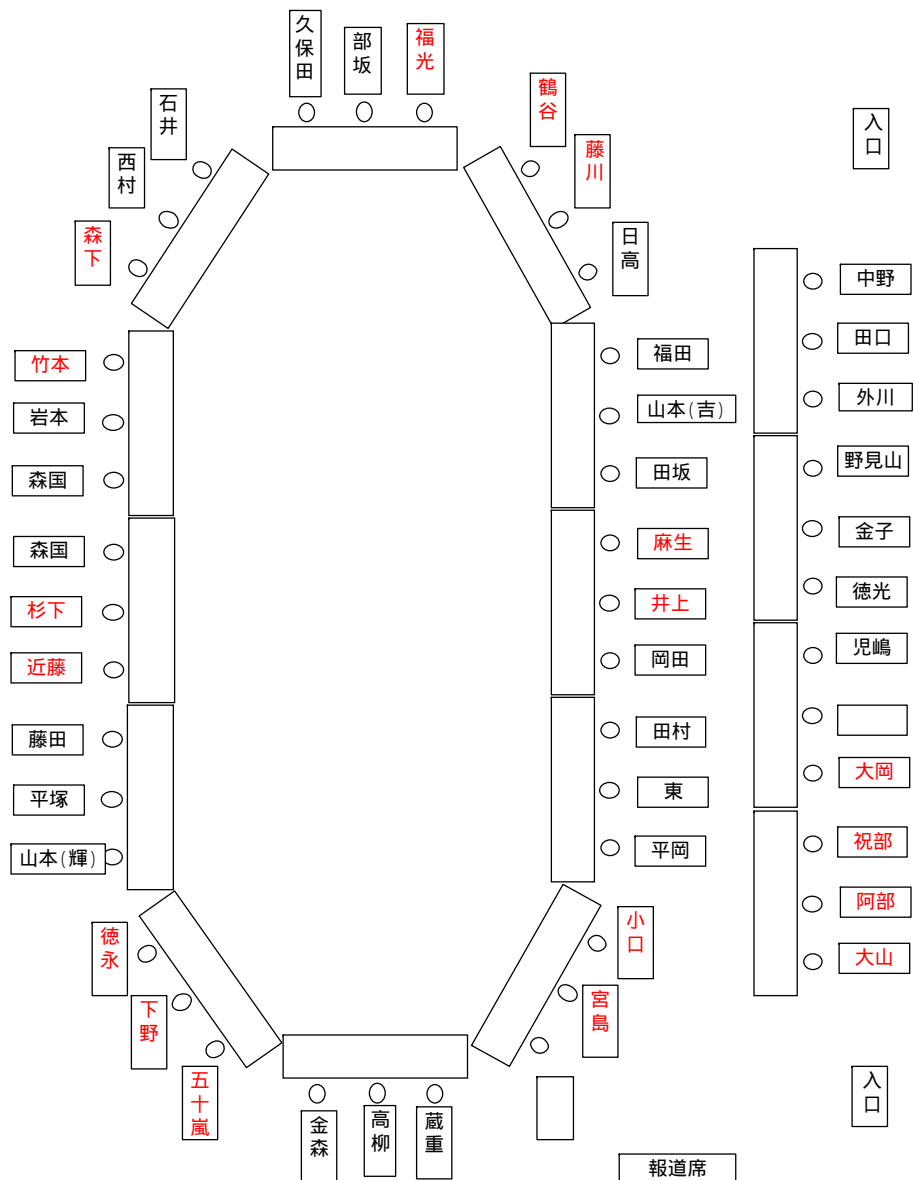 久保田
部坂
福光
鶴谷
藤川
日高
石井
西村
森下
入口
竹本
岩本
森国
森国
杉下
近藤
藤田
平塚
山本(輝)
福田
山本(吉)
田坂
麻生
井上
岡田
田村
東
平岡
中野
田口
外川
野見山
金子
徳光
児嶋
大岡
祝部
阿部
大山
徳永
下野
五十嵐
金森
高柳
蔵重
小口
宮島
入口
報道席